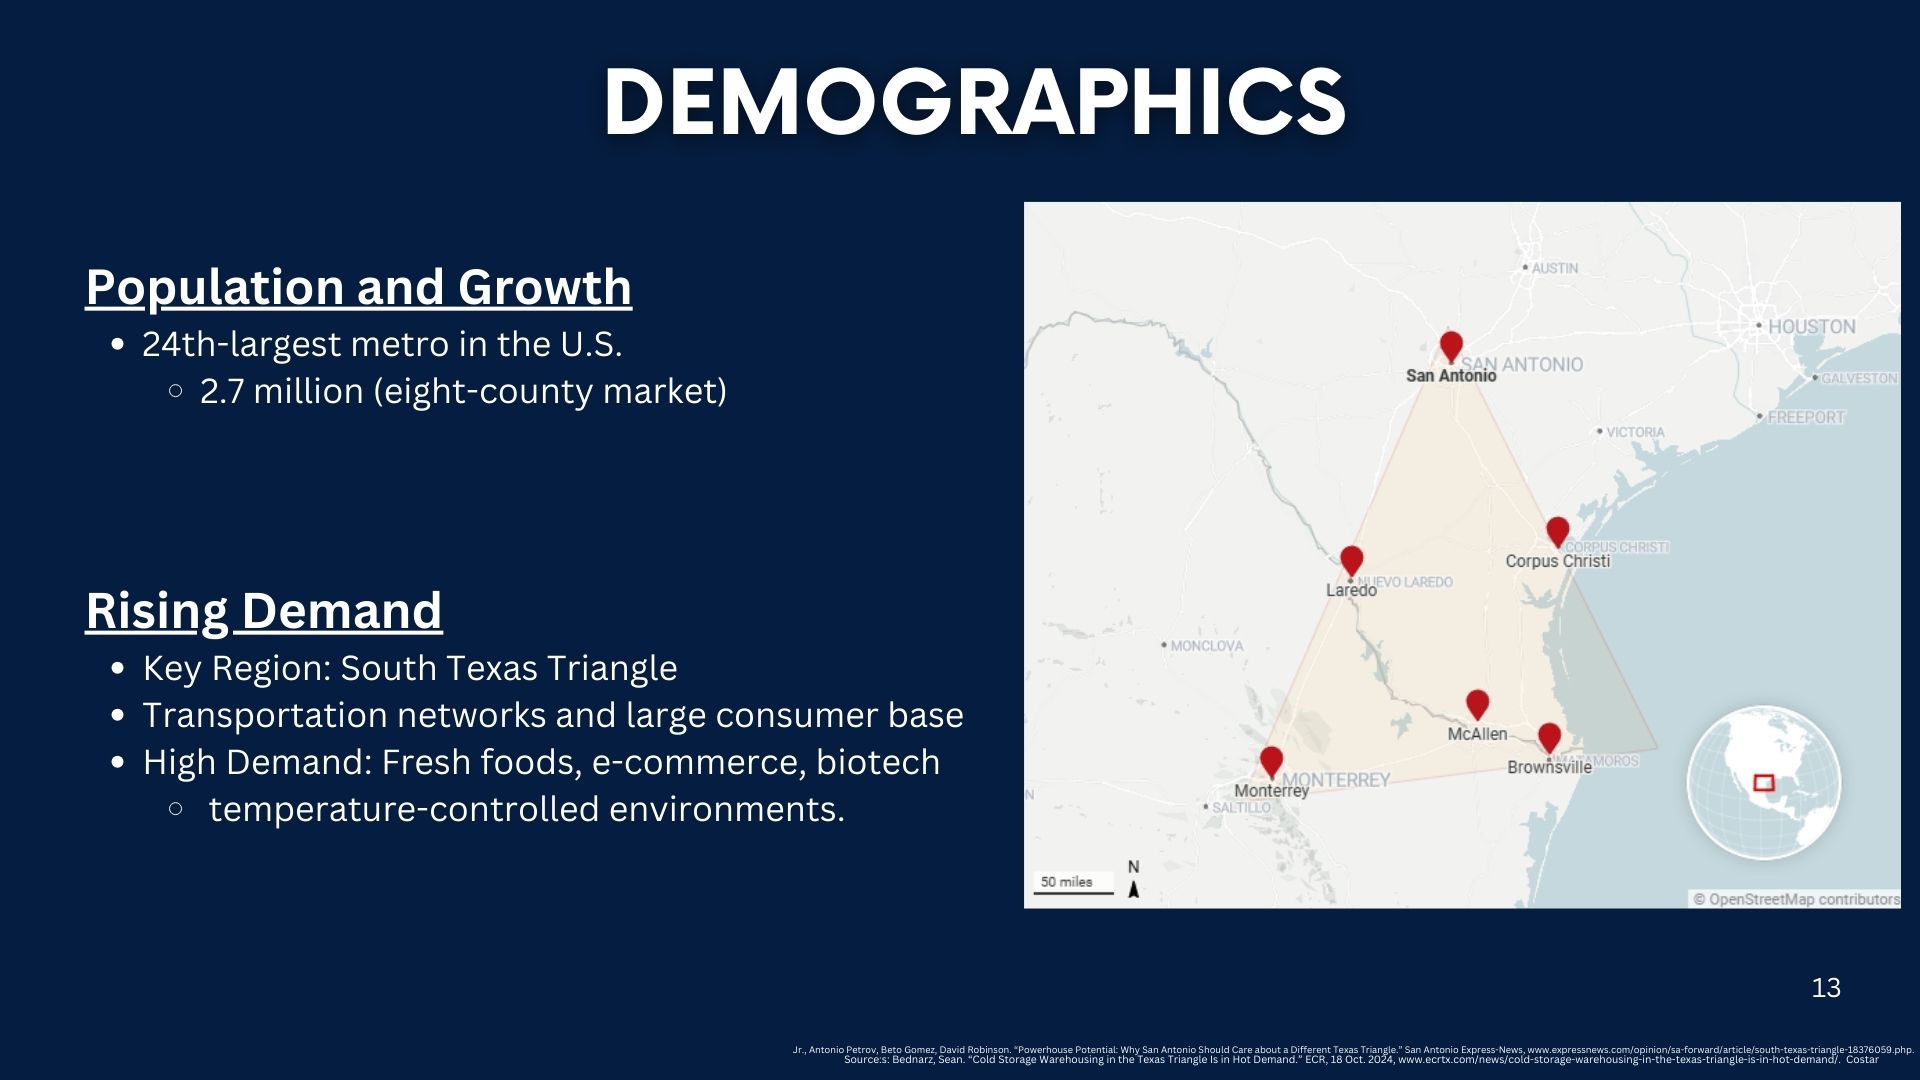 DEMOGRAPHICS
Population and Growth
• 24th-largest metro in the U.S.
○ 2.7 million (eight-county market)
Rising Demand
• Key Region: South Texas Triangle
• Transportation networks and large consumer base
• High Demand: Fresh foods, e-commerce, biotech
○ temperature-controlled environments.
AUSTIN
HOUSTON
SAN ANTONIO
San Antonio
GALVESTON
FREEPORT
VICTORIA
CORPUS CHRISTI
Corpus Christi
NUEVO LAREDO
Laredo
MONCLOVA
McAllen
MATAMOROS
Brownsville
MONTERREY
Monterrey
SALTILLO
N
50 miles
© OpenStreetMap contributors
13
Jr., Antonio Petrov, Beto Gomez, David Robinson. “Powerhouse Potential: Why San Antonio Should Care about a Different Texas Triangle.” San Antonio Express-News, www.expressnews.com/opinion/sa-forward/article/south-texas-triangle-18376059.php.
Source:s: Bednarz, Sean. “Cold Storage Warehousing in the Texas Triangle Is in Hot Demand.” ECR, 18 Oct. 2024, www.ecrtx.com/news/cold-storage-warehousing-in-the-texas-triangle-is-in-hot-demand/. Costar